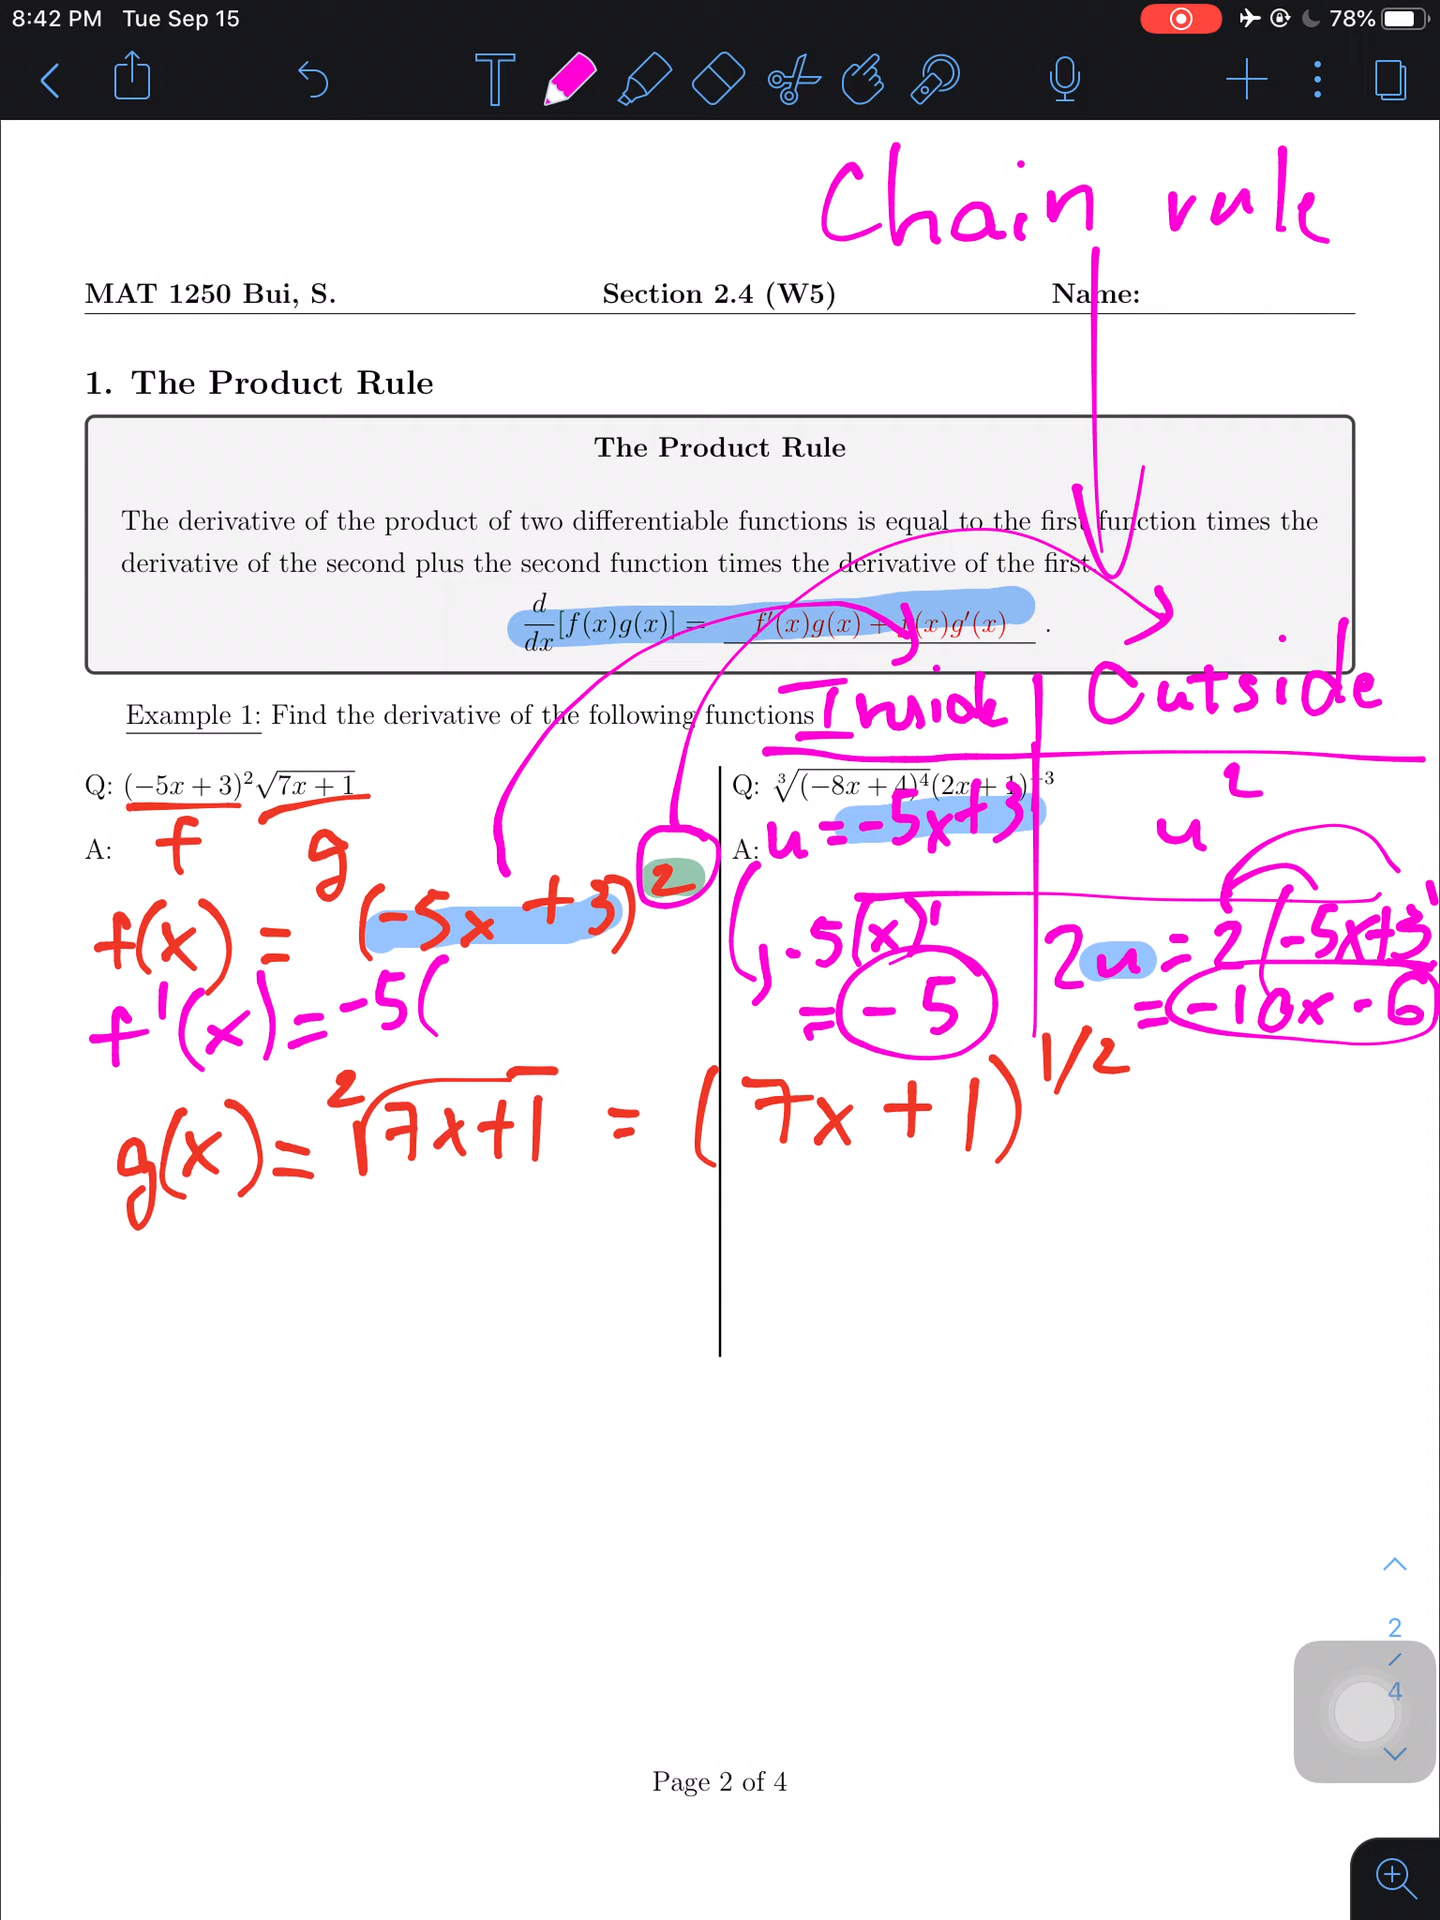 8:42 PM Tue Sep 15 78%
Chain rule
MAT 1250 Bui, S. Section 2.4 (W5) Name:
1. The Product Rule
The Product Rule
The derivative of the product of two differentiable functions is equal to the first function times the
derivative of the second plus the second function times the derivative of the first.
d/dx [f(x)g(x)] = f′(x)g(x) + f(x)g′(x) .
Inside | Outside
Example 1: Find the derivative of the following functions
Q: (−5x + 3)²√(7x + 1)
f g
A:
Q: ∛((−8x + 4)⁴)(2x + 1)⁻³
A:
u = -5x+3
u²
f(x) = (-5x + 3)²
-5(x)'
= -5
2u = 2(-5x+3
= -10x - 6
f'(x) = -5(
g(x) = ²√(7x+1) = (7x + 1)^1/2
2
/
4
Page 2 of 4